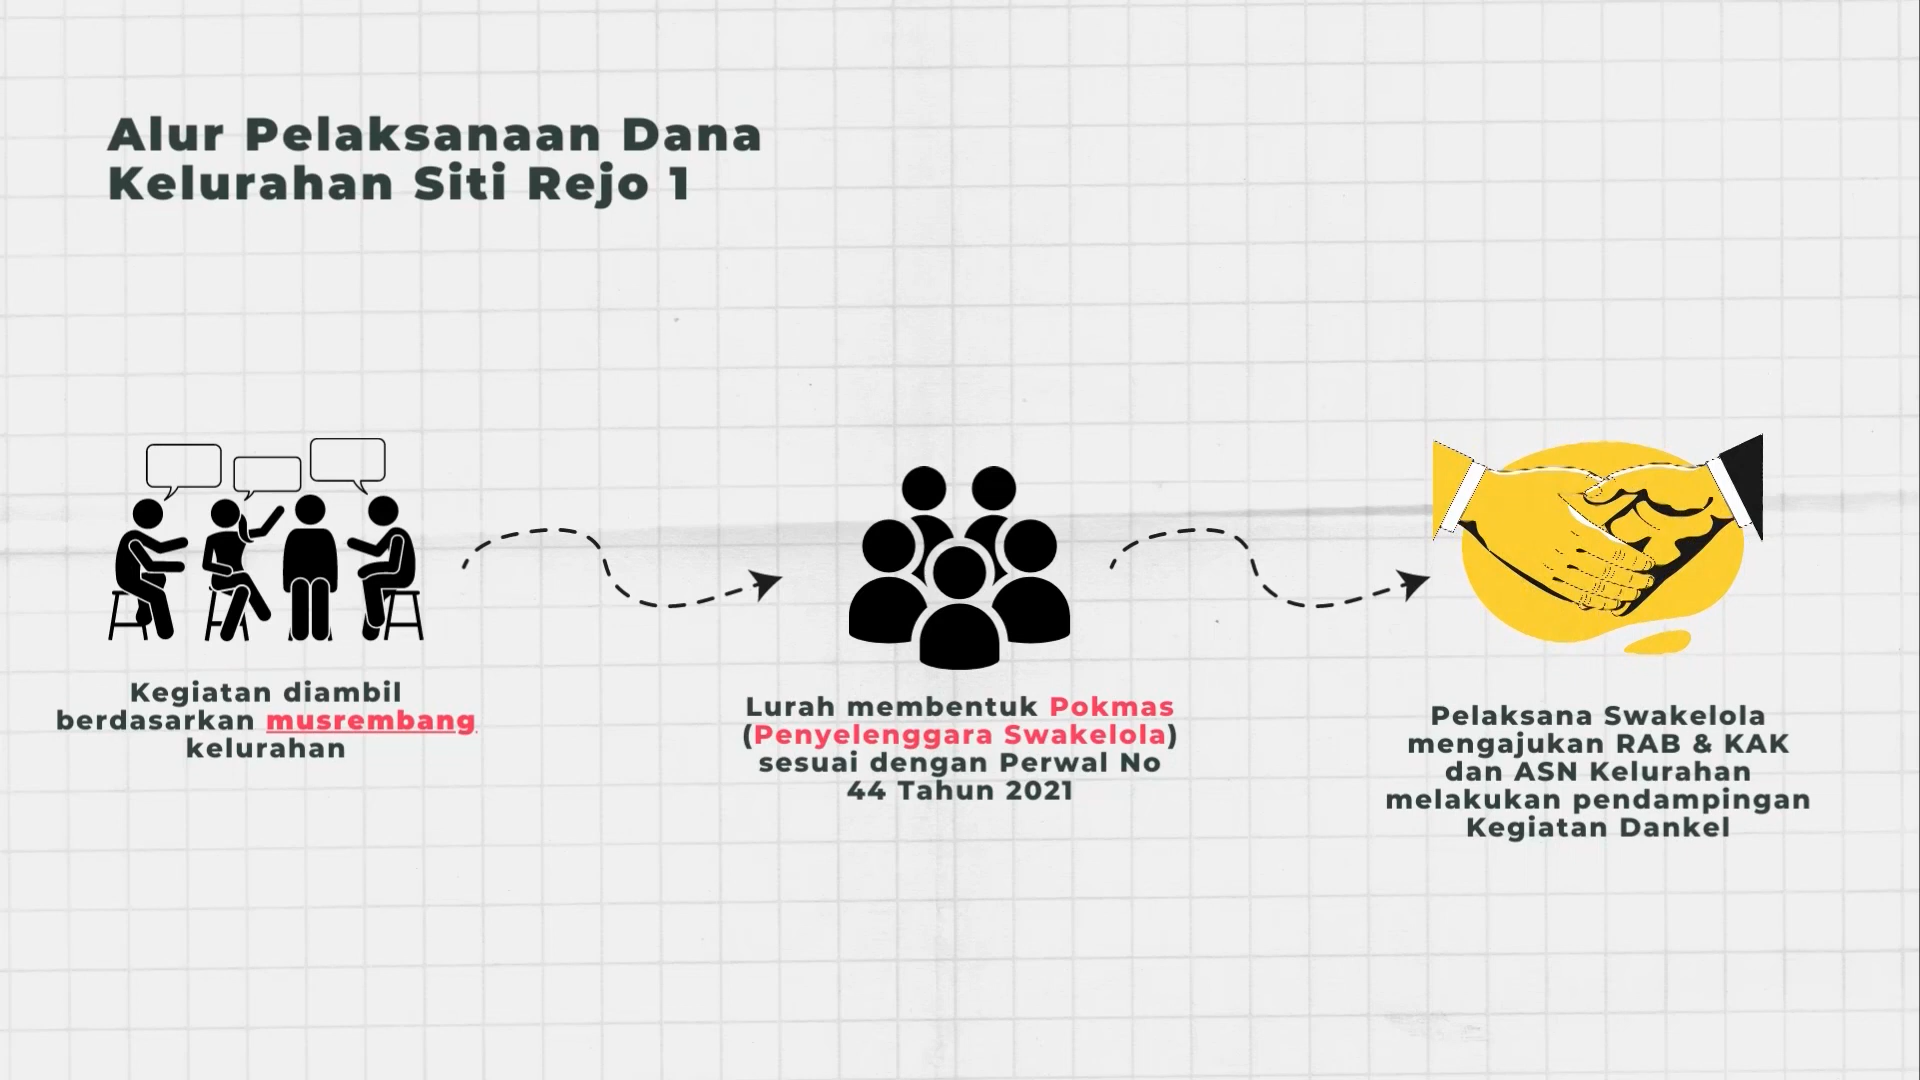 Alur Pelaksanaan Dana
Kelurahan Siti Rejo 1
Kegiatan diambil
berdasarkan musrembang
kelurahan
Lurah membentuk Pokmas
(Penyelenggara Swakelola)
sesuai dengan Perwal No
44 Tahun 2021
Pelaksana Swakelola
mengajukan RAB & KAK
dan ASN Kelurahan
melakukan pendampingan
Kegiatan Dankel